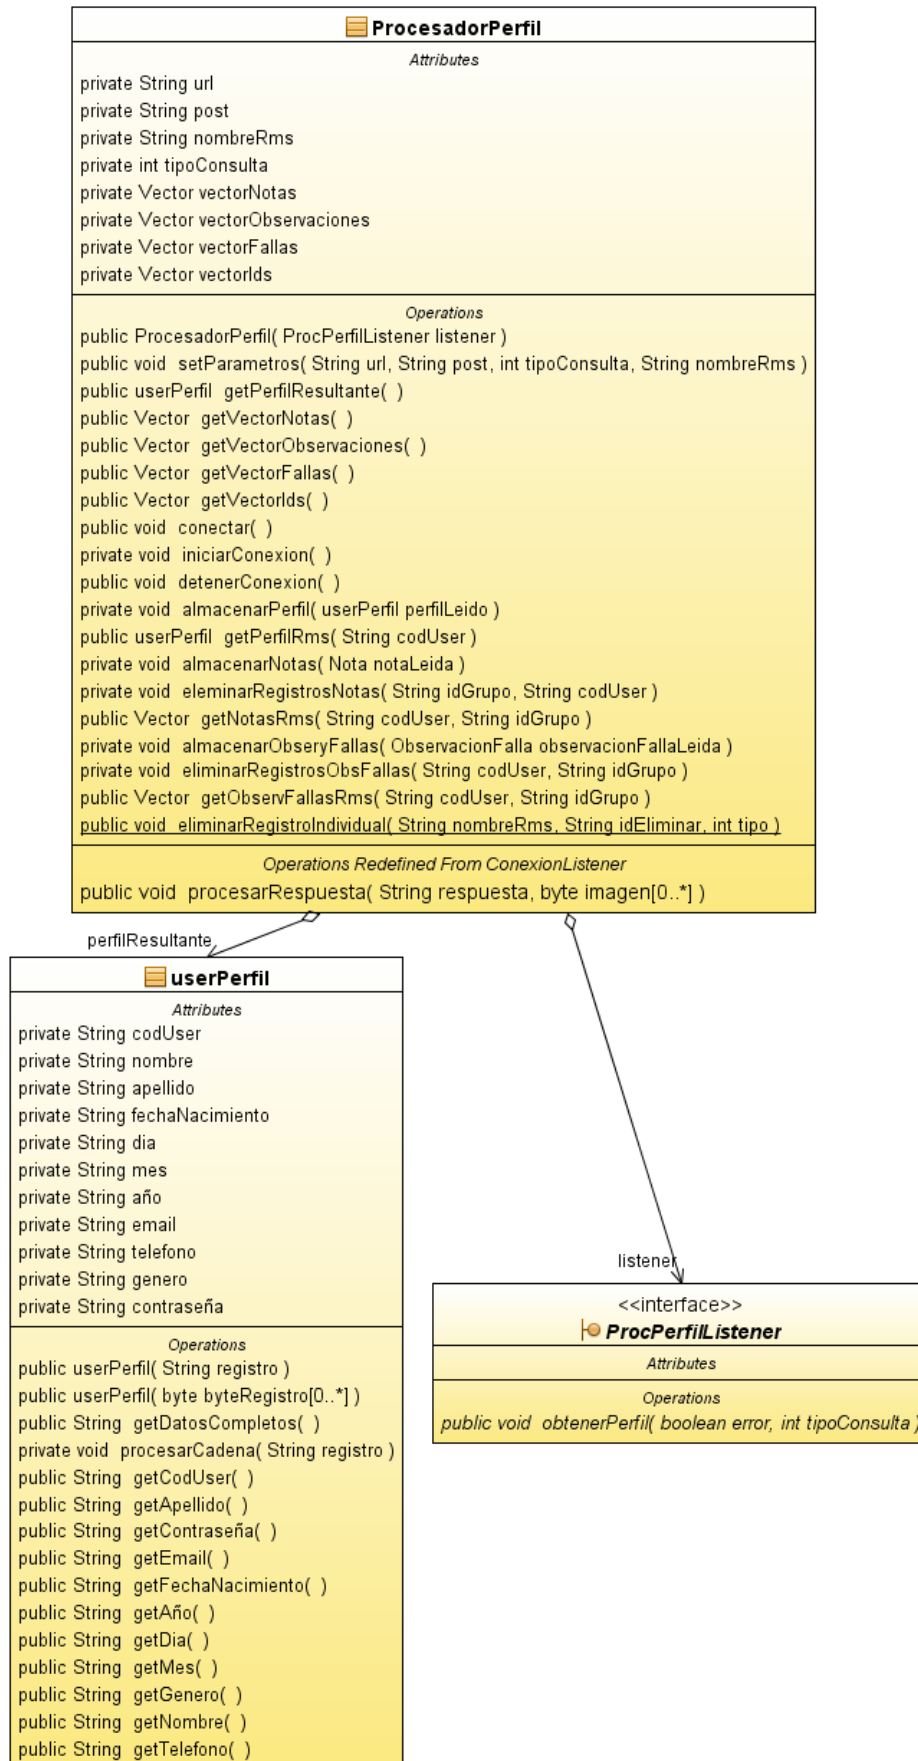 ProcesadorPerfil
Attributes
private String url
private String post
private String nombreRms
private int tipoConsulta
private Vector vectorNotas
private Vector vectorObservaciones
private Vector vectorFallas
private Vector vectorIds
Operations
public ProcesadorPerfil( ProcPerfilListener listener )
public void setParametros( String url, String post, int tipoConsulta, String nombreRms )
public userPerfil getPerfilResultante( )
public Vector getVectorNotas( )
public Vector getVectorObservaciones( )
public Vector getVectorFallas( )
public Vector getVectorIds( )
public void conectar( )
private void iniciarConexion( )
public void detenerConexion( )
private void almacenarPerfil( userPerfil perfilLeido )
public userPerfil getPerfilRms( String codUser )
private void almacenarNotas( Nota notaLeida )
private void eleminarRegistrosNotas( String idGrupo, String codUser )
public Vector getNotasRms( String codUser, String idGrupo )
private void almacenarObseryFallas( ObservacionFalla observacionFallaLeida )
private void eliminarRegistrosObsFallas( String codUser, String idGrupo )
public Vector getObservFallasRms( String codUser, String idGrupo )
public void eliminarRegistroIndividual( String nombreRms, String idEliminar, int tipo )
Operations Redefined From ConexionListener
public void procesarRespuesta( String respuesta, byte imagen[0..*] )
perfilResultante
userPerfil
Attributes
private String codUser
private String nombre
private String apellido
private String fechaNacimiento
private String dia
private String mes
private String año
private String email
private String telefono
private String genero
private String contraseña
Operations
public userPerfil( String registro )
public userPerfil( byte byteRegistro[0..*] )
public String getDatosCompletos( )
private void procesarCadena( String registro )
public String getCodUser( )
public String getApellido( )
public String getContraseña( )
public String getEmail( )
public String getFechaNacimiento( )
public String getAño( )
public String getDia( )
public String getMes( )
public String getGenero( )
public String getNombre( )
public String getTelefono( )
listener
<<interface>>
ProcPerfilListener
Attributes
Operations
public void obtenerPerfil( boolean error, int tipoConsulta )